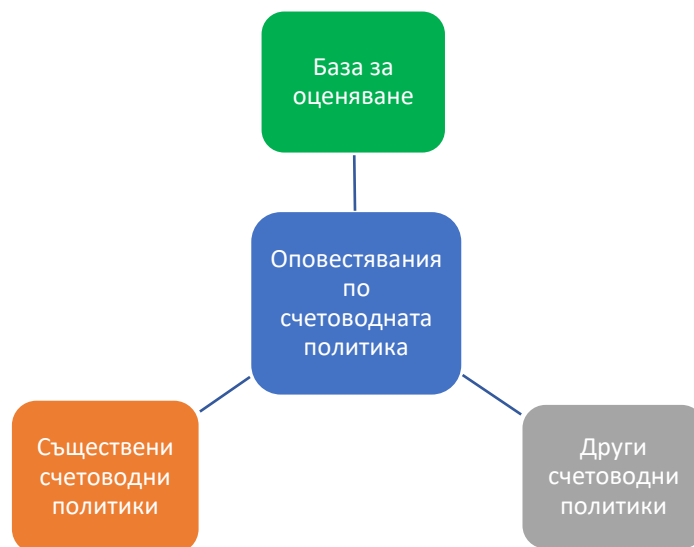 База за
оценяване
Оповестявания
по
счетоводната
политика
Съществени
счетоводни
политики
Други
счетоводни
политики